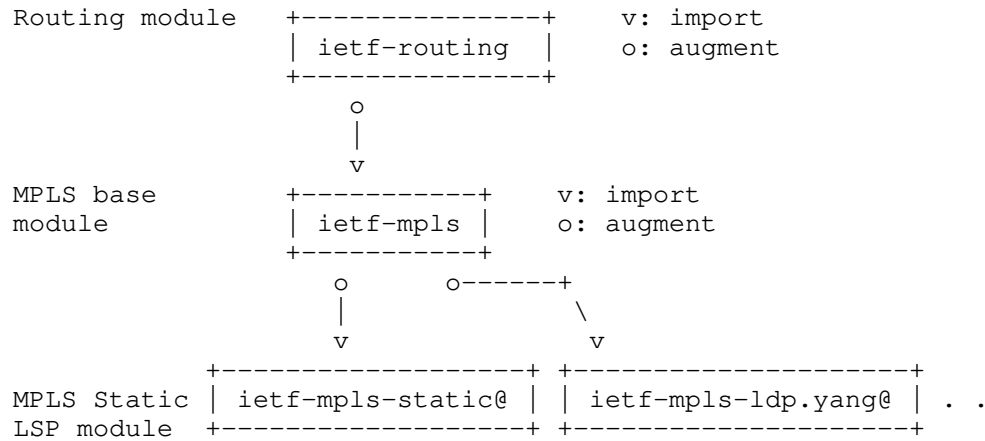 Routing module   +---------------+    v: import
                 | ietf-routing  |    o: augment
                 +---------------+
                     o
                     |
                     v
MPLS base        +-----------+    v: import
module           | ietf-mpls |    o: augment
                 +-----------+
                    o      o------+
                    |              \
                    v               v
            +-------------------+ +---------------------+
MPLS Static | ietf-mpls-static@ | | ietf-mpls-ldp.yang@ | . .
LSP module  +-------------------+ +---------------------+